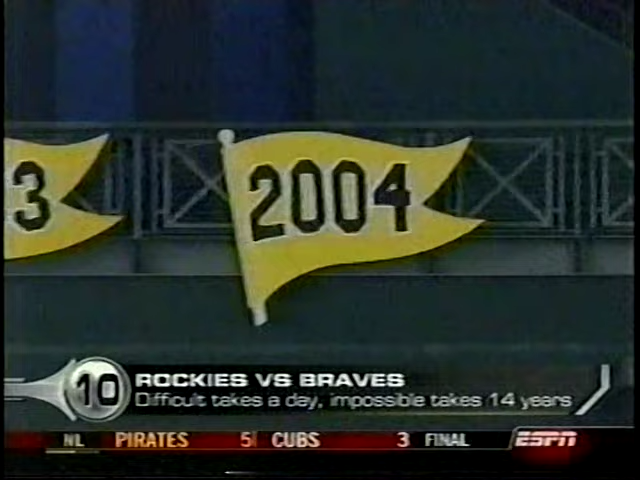 3
2004
10
ROCKIES VS BRAVES
Difficult takes a day, impossible takes 14 years
NL PIRATES 5 CUBS 3 FINAL ESPN